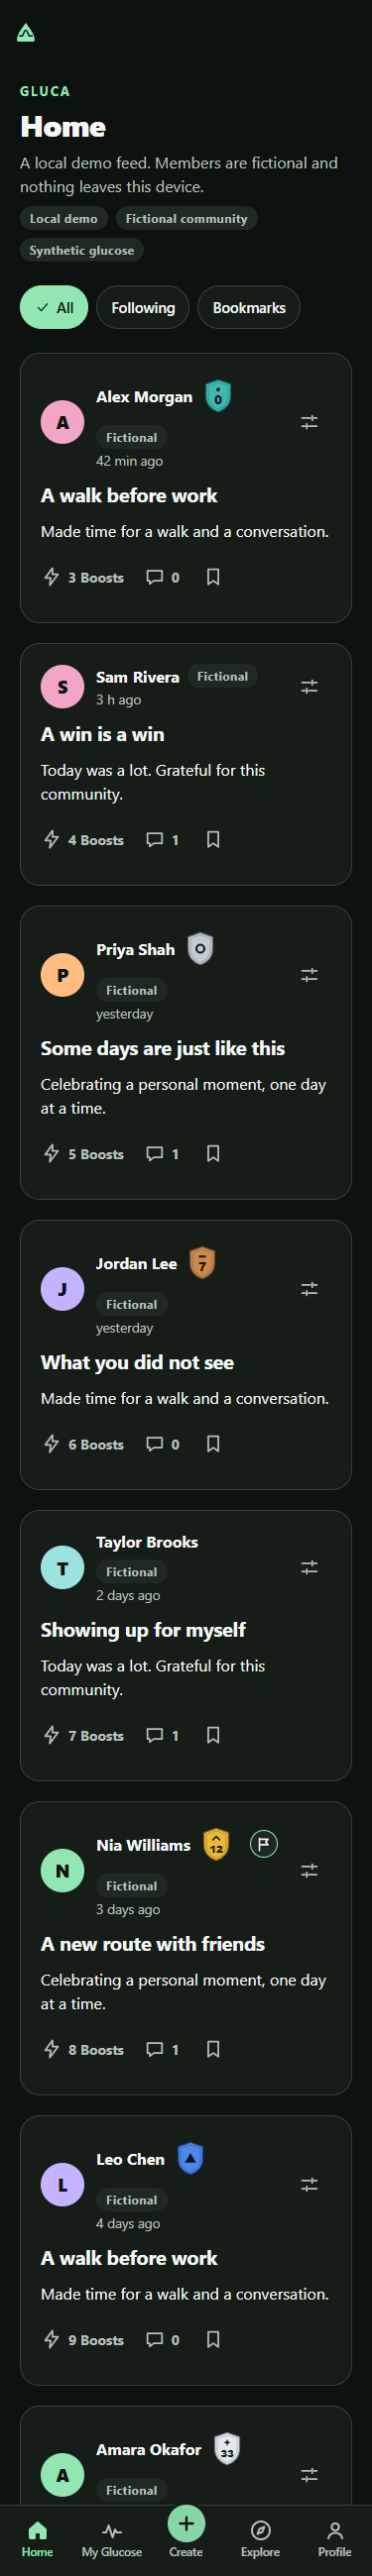 GLUCA
Home
A local demo feed. Members are fictional and
nothing leaves this device.
Local demo
Fictional community
Synthetic glucose
All
Following
Bookmarks
A
Alex Morgan
0
Fictional
42 min ago
A walk before work
Made time for a walk and a conversation.
3 Boosts
0
S
Sam Rivera
Fictional
3 h ago
A win is a win
Today was a lot. Grateful for this
community.
4 Boosts
1
P
Priya Shah
Fictional
yesterday
Some days are just like this
Celebrating a personal moment, one day
at a time.
5 Boosts
1
J
Jordan Lee
7
Fictional
yesterday
What you did not see
Made time for a walk and a conversation.
6 Boosts
0
T
Taylor Brooks
Fictional
2 days ago
Showing up for myself
Today was a lot. Grateful for this
community.
7 Boosts
1
N
Nia Williams
12
Fictional
3 days ago
A new route with friends
Celebrating a personal moment, one day
at a time.
8 Boosts
1
L
Leo Chen
Fictional
4 days ago
A walk before work
Made time for a walk and a conversation.
9 Boosts
0
A
Amara Okafor
33
Fictional
Home
My Glucose
Create
Explore
Profile